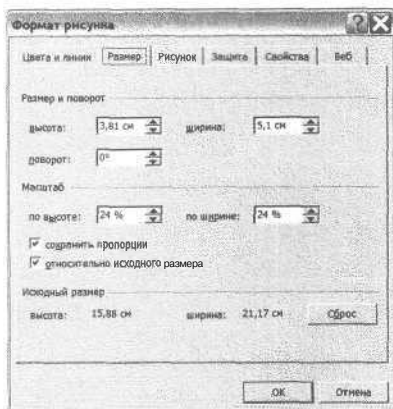 Формат рисунка
Цвета и линии Размер Рисунок Защита Свойства Веб
Размер и поворот
высота: 3,81 см ширина: 5,1 см
поворот: 0°
Масштаб
по высоте: 24 % по ширине: 24 %
сохранить пропорции
относительно исходного размера
Исходный размер
высота: 15,88 см ширина: 21,17 см Сброс
ОК Отмена